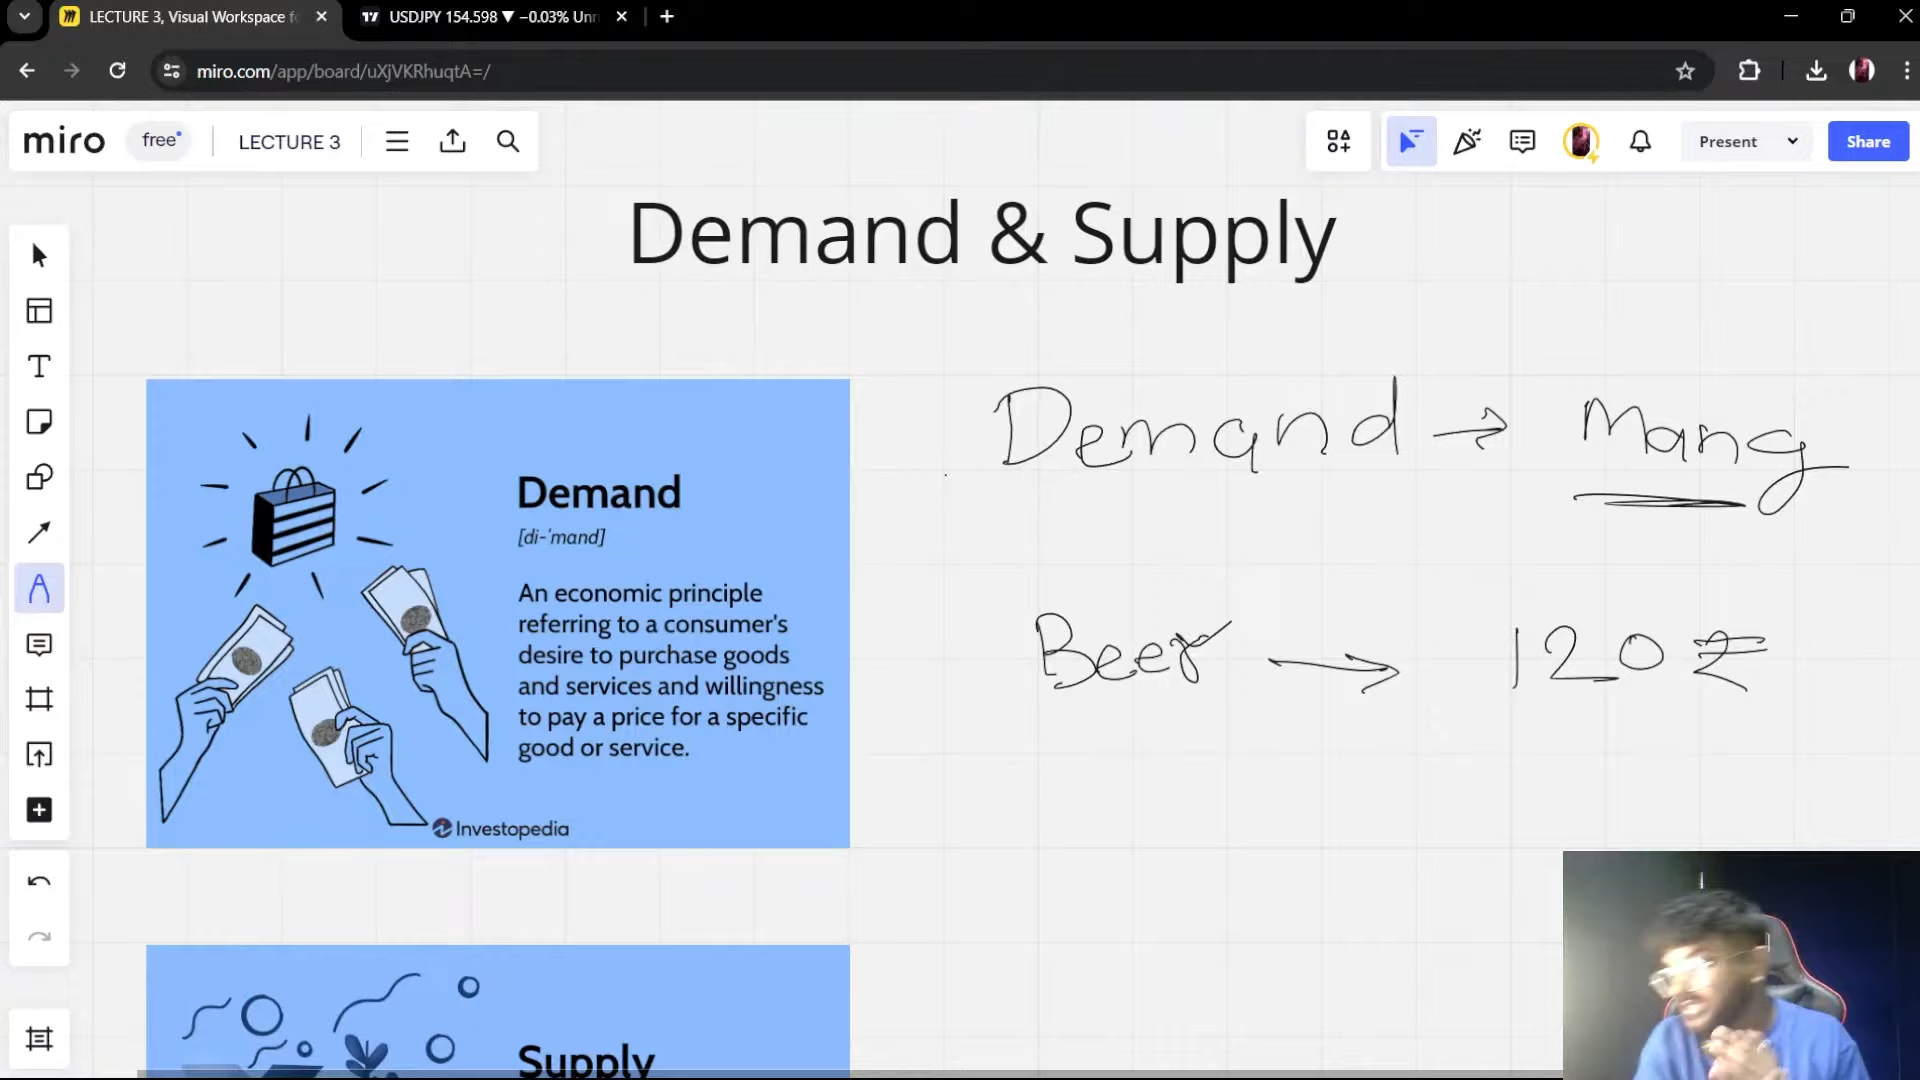 LECTURE 3, Visual Workspace fo
USDJPY 154.598 ▼ −0.03% Unn
miro.com/app/board/uXjVKRhuqtA=/
miro
free
LECTURE 3
Present
Share
Demand & Supply
Demand → Mang
Beer → 120 ₹
Demand
[di-'mand]
An economic principle
referring to a consumer's
desire to purchase goods
and services and willingness
to pay a price for a specific
good or service.
Investopedia
Supply